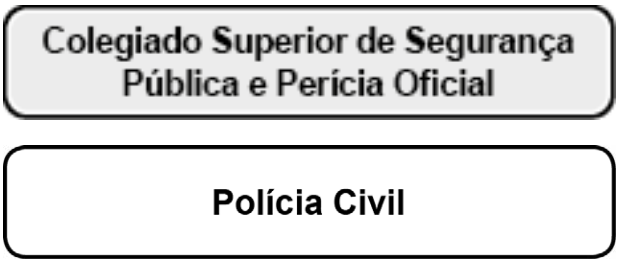 Colegiado Superior de Segurança
Pública e Perícia Oficial
Polícia Civil